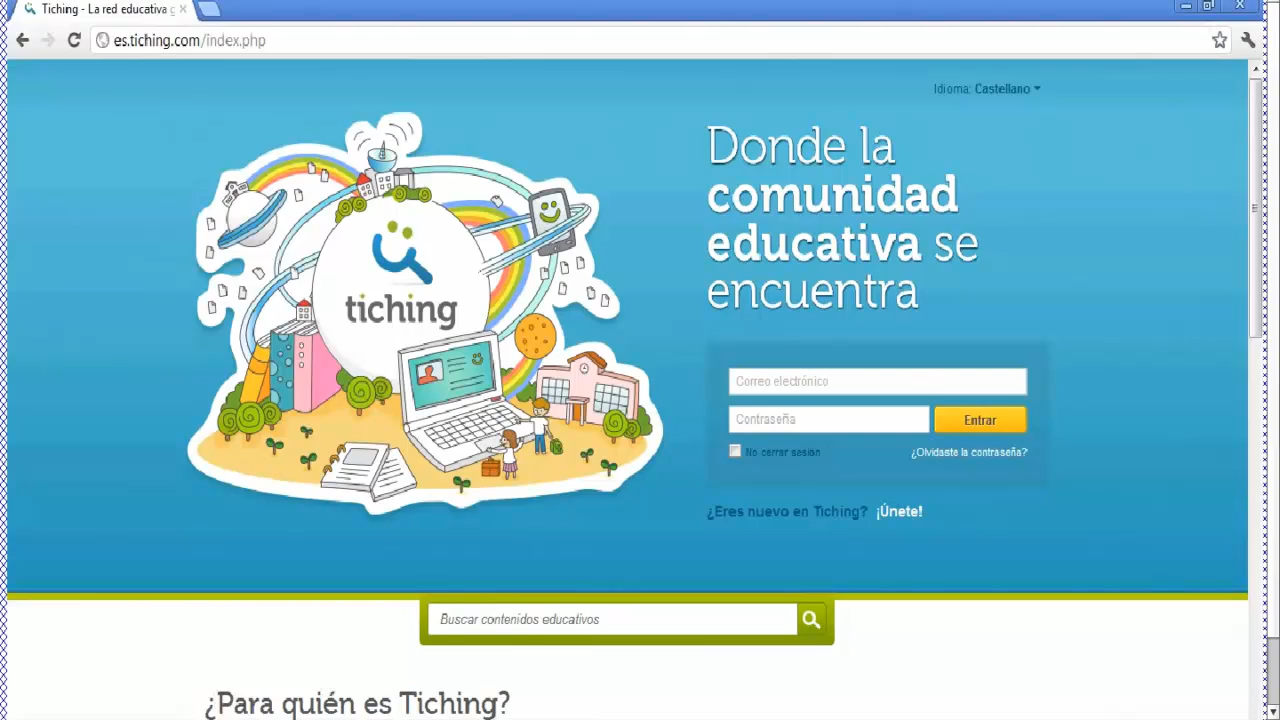 Tiching - La red educativa g
es.tiching.com/index.php
Idioma: Castellano
Donde la
comunidad
educativa se
encuentra
tiching
Correo electrónico
Contraseña
Entrar
No cerrar sesión
¿Olvidaste la contraseña?
¿Eres nuevo en Tiching? ¡Únete!
Buscar contenidos educativos
¿Para quién es Tiching?